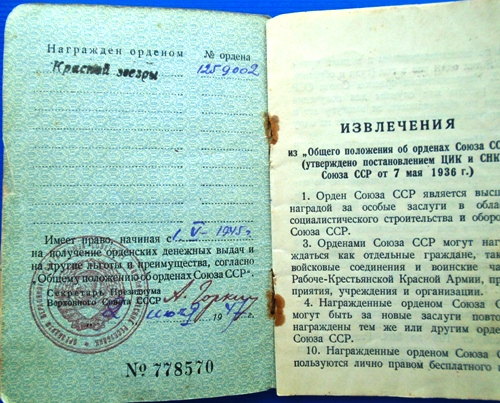 Награжден орденом № ордена
Красной звезды 1259002
Имеет право, начиная с 1 V-1945 г.
на получение орденских денежных выдач и
на другие льготы и преимущества, согласно
„Общему положению об орденах Союза ССР“.
Секретарь Президиума
Верховного Совета СССР А. Горкин
июня 194
№ 778570
ИЗВЛЕЧЕНИЯ
из „Общего положения об орденах Союза СС
(утверждено постановлением ЦИК и СНК
Союза ССР от 7 мая 1936 г.)
1. Орден Союза ССР является высш
наградой за особые заслуги в обла
социалистического строительства и оборо
Союза ССР.
3. Орденами Союза ССР могут нагр
ждаться как отдельные граждане, так
войсковые соединения и воинские ча
Рабоче-Крестьянской Красной Армии, пр
приятия, учреждения и организации.
4. Награжденные орденом Союза С
могут быть за новые заслуги повто
награждены тем же или другим орде
Союза ССР.
10. Награжденные орденом Союза С
пользуются лично правом бесплатного п